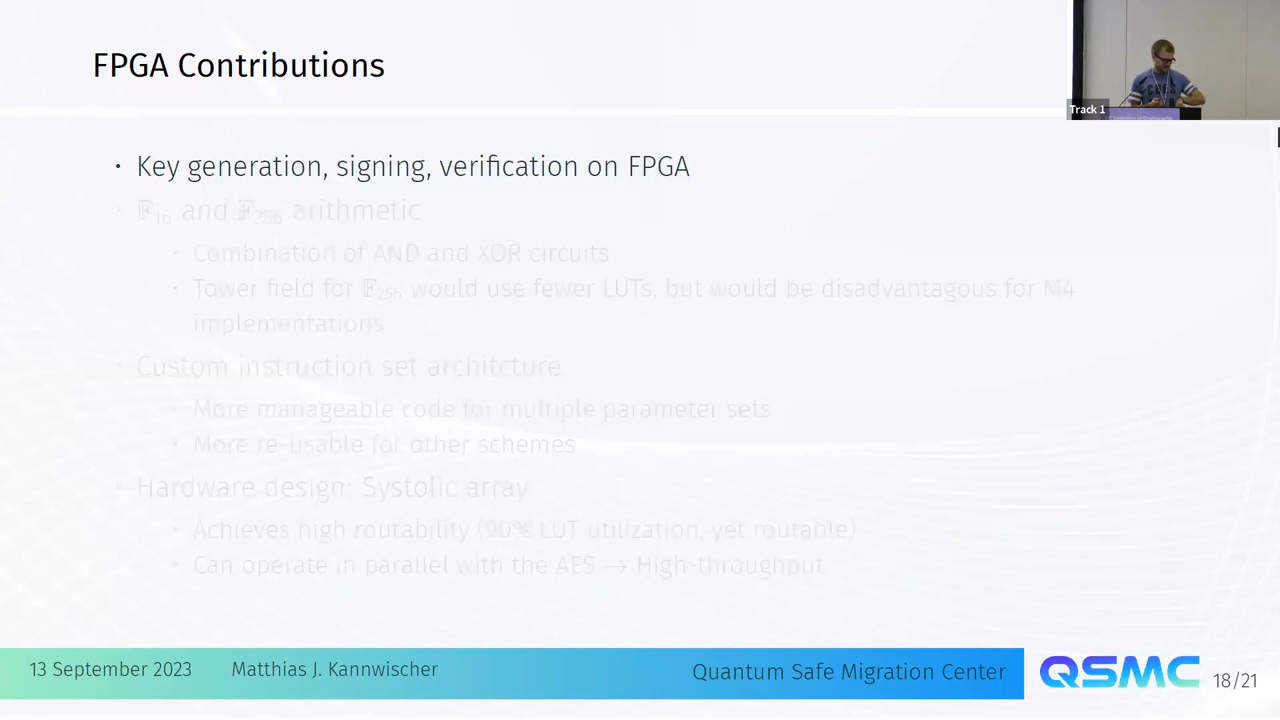 FPGA Contributions
Track 1
• Key generation, signing, verification on FPGA
• 𝔽₁₆ and 𝔽₂₅₆ arithmetic
• Combination of AND and XOR circuits
• Tower field for 𝔽₂₅₆ would use fewer LUTs, but would be disadvantagous for M4
implementations
• Custom instruction set architcture
• More manageable code for multiple parameter sets
• More re-usable for other schemes
• Hardware design: Systolic array
• Achieves high routability (90% LUT utilization, yet routable)
• Can operate in parallel with the AES → High-throughput
13 September 2023 Matthias J. Kannwischer Quantum Safe Migration Center QSMC 18/21